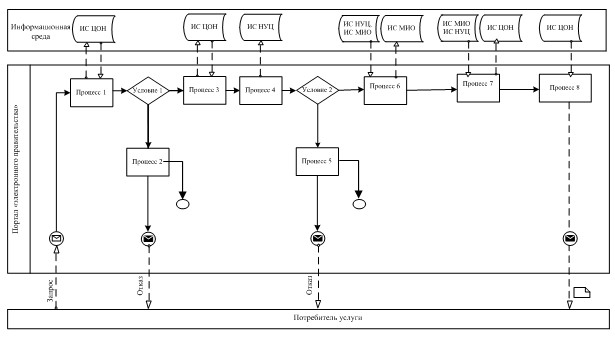 Информационная
среда
ИС ЦОН
ИС ЦОН
ИС НУЦ
ИС НУЦ,
ИС МИО
ИС МИО
ИС МИО
ИС НУЦ
ИС ЦОН
ИС ЦОН
Портал «электронного правительства»
Процесс 1
Условие 1
Процесс 3
Процесс 4
Условие 2
Процесс 6
Процесс 7
Процесс 8
Процесс 2
Процесс 5
Запрос
Отказ
Отказ
Потребитель услуги